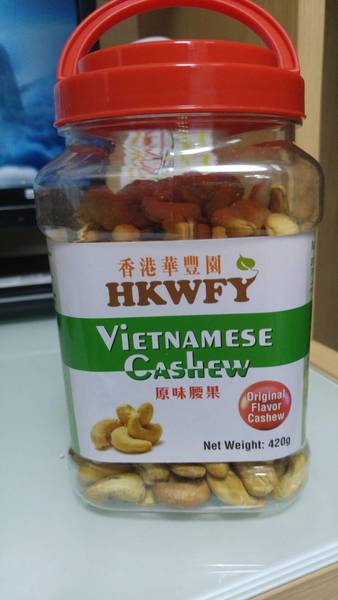 香港華豐園
HKWFY
VIETNAMESE
CASHEW
原味腰果
Original
Flavor
Cashew
Net Weight: 420g